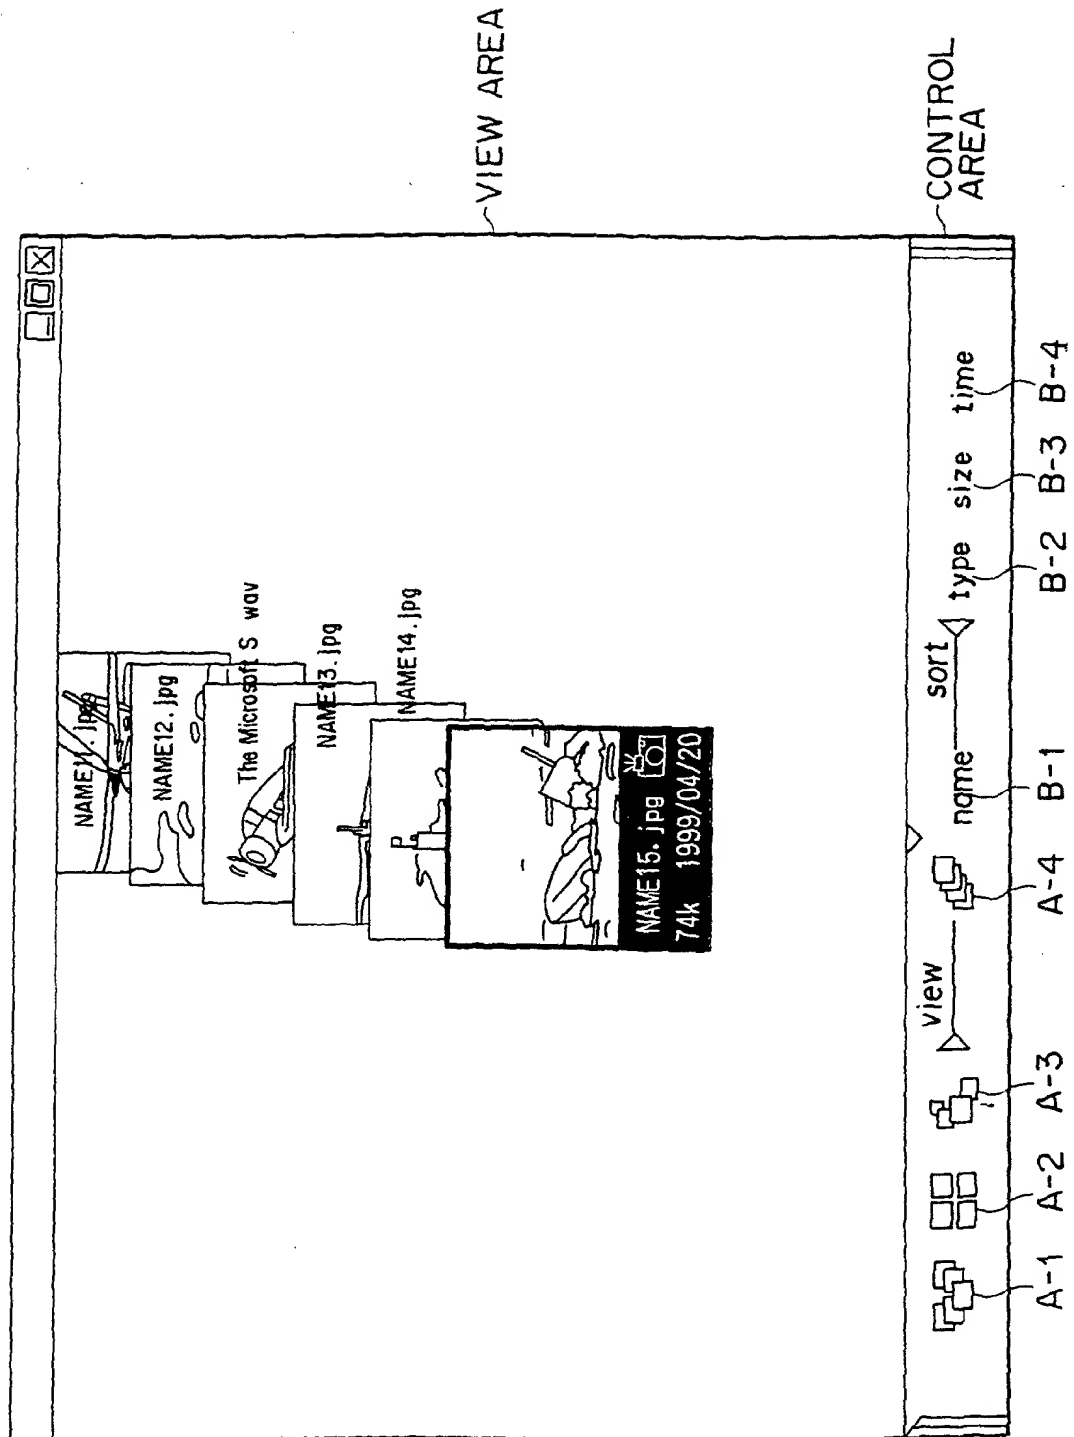 VIEW AREA
NAME11.jpeg
NAME12.jpg
The Microsoft S wav
NAME13.jpg
NAME14.jpg
NAME15.jpg
74k 1999/04/20
CONTROL
AREA
view
sort
name
type
size
time
A-1
A-2
A-3
A-4
B-1
B-2
B-3
B-4